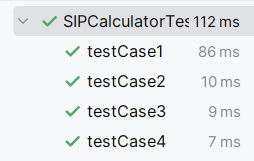 SIPCalculatorTes 112 ms
testCase1 86 ms
testCase2 10 ms
testCase3 9 ms
testCase4 7 ms